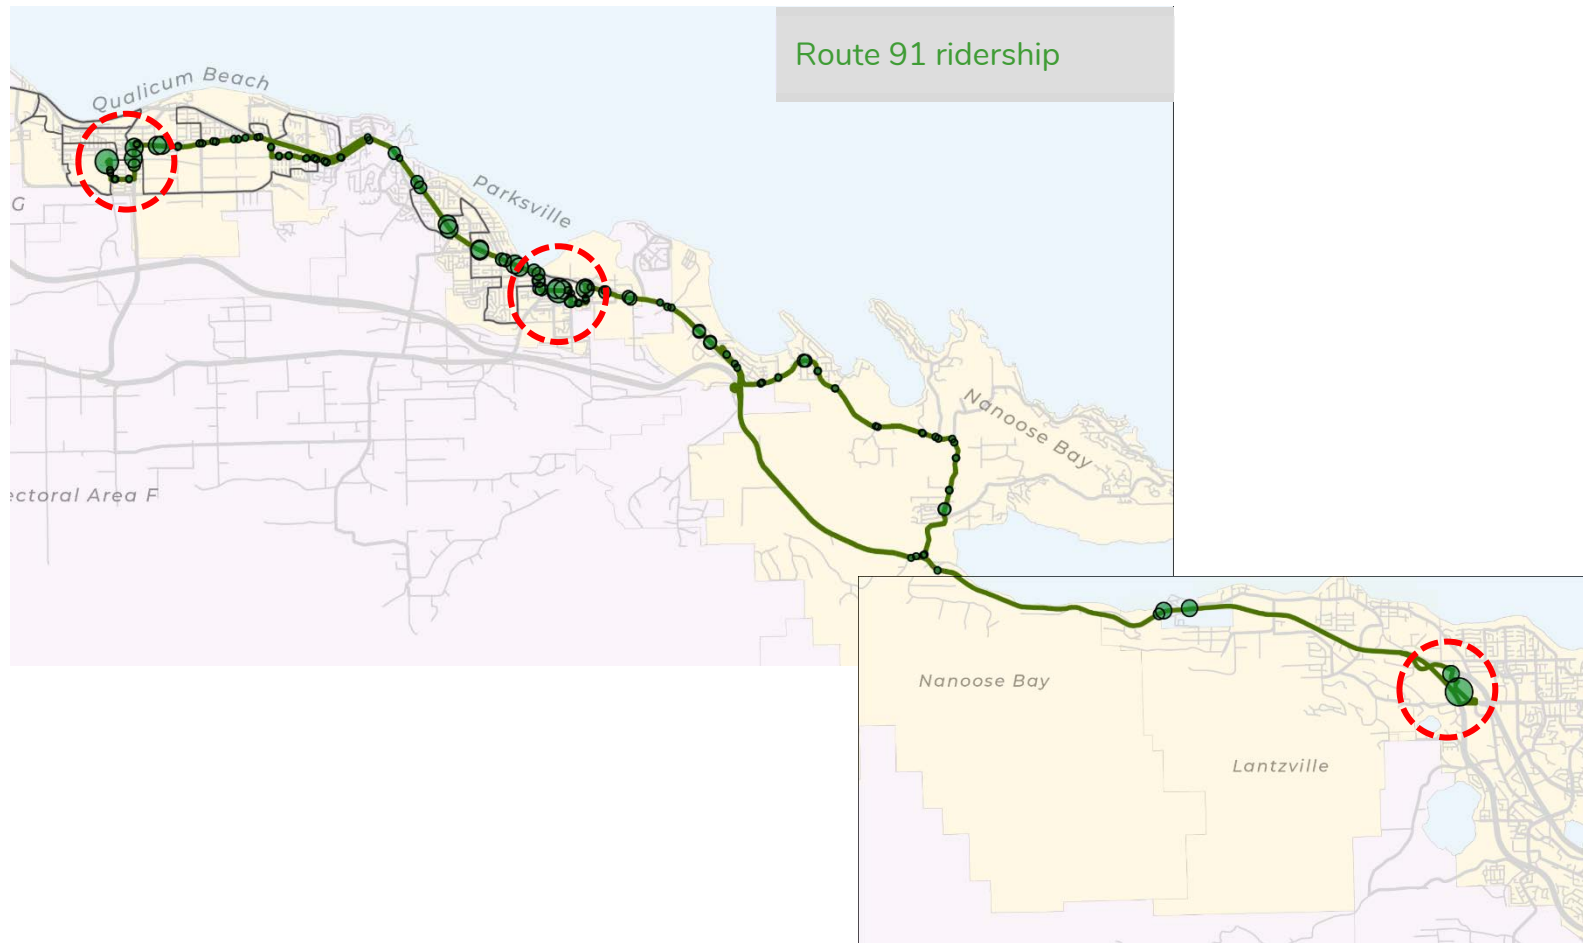 Route 91 ridership
Qualicum Beach
Parksville
G
Nanoose Bay
ectoral Area F
Nanoose Bay
Lantzville